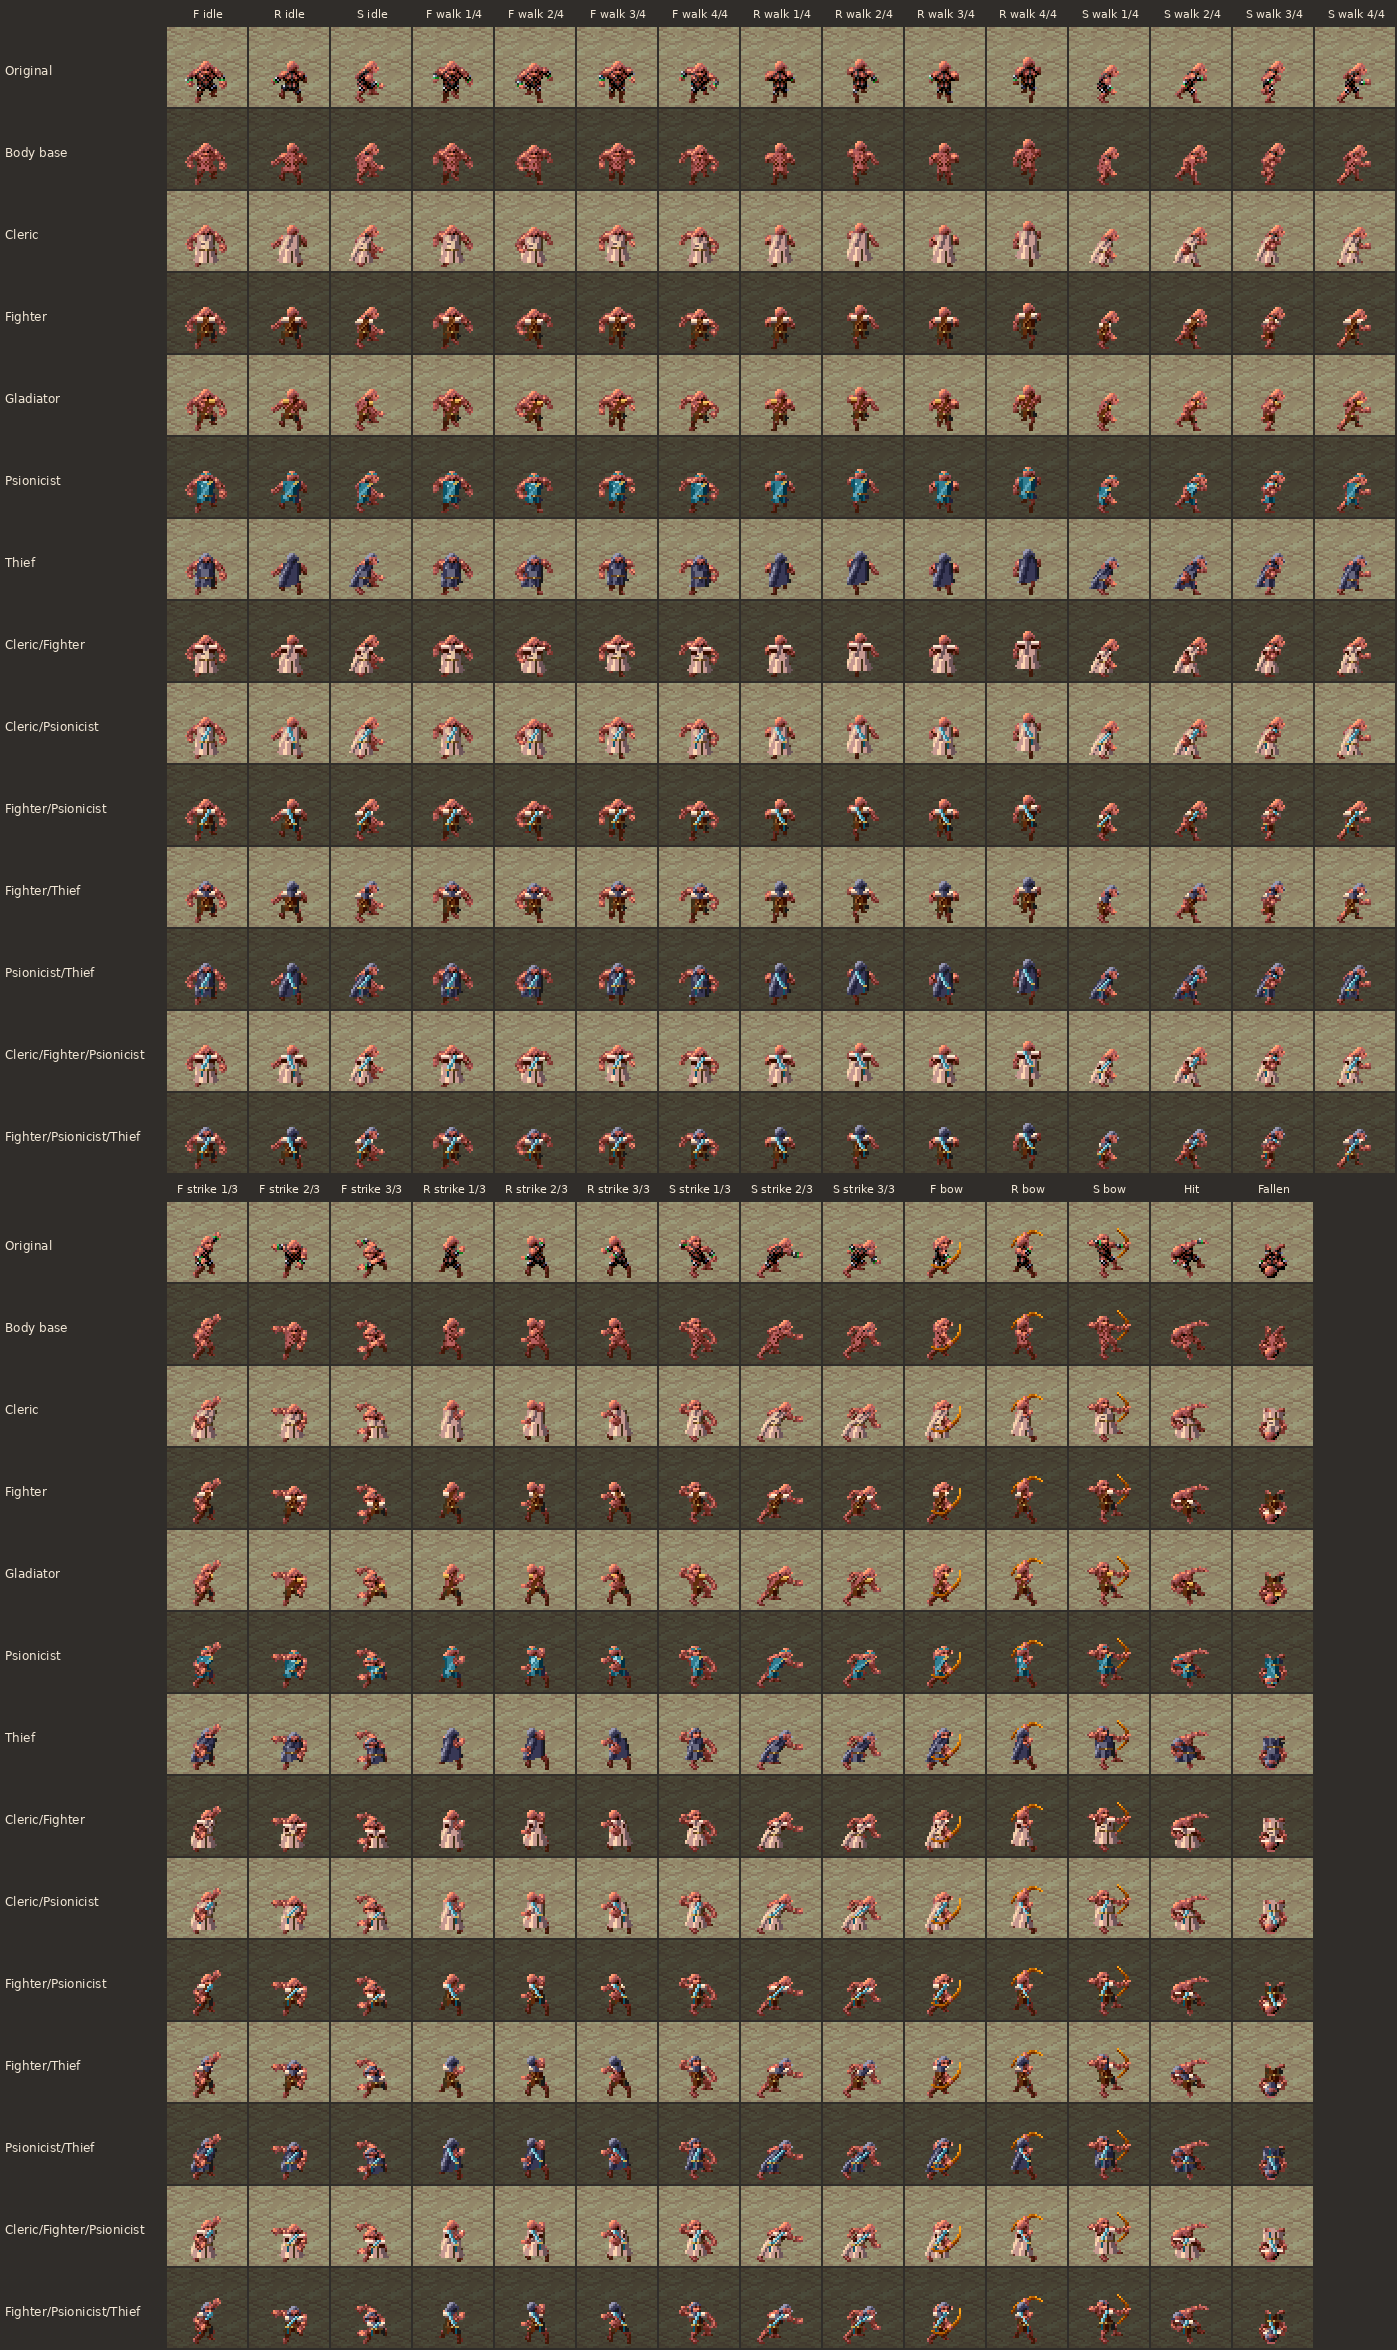 F idle R idle S idle F walk 1/4 F walk 2/4 F walk 3/4 F walk 4/4 R walk 1/4 R walk 2/4 R walk 3/4 R walk 4/4 S walk 1/4 S walk 2/4 S walk 3/4 S walk 4/4
Original
Body base
Cleric
Fighter
Gladiator
Psionicist
Thief
Cleric/Fighter
Cleric/Psionicist
Fighter/Psionicist
Fighter/Thief
Psionicist/Thief
Cleric/Fighter/Psionicist
Fighter/Psionicist/Thief
F strike 1/3 F strike 2/3 F strike 3/3 R strike 1/3 R strike 2/3 R strike 3/3 S strike 1/3 S strike 2/3 S strike 3/3 F bow R bow S bow Hit Fallen
Original
Body base
Cleric
Fighter
Gladiator
Psionicist
Thief
Cleric/Fighter
Cleric/Psionicist
Fighter/Psionicist
Fighter/Thief
Psionicist/Thief
Cleric/Fighter/Psionicist
Fighter/Psionicist/Thief